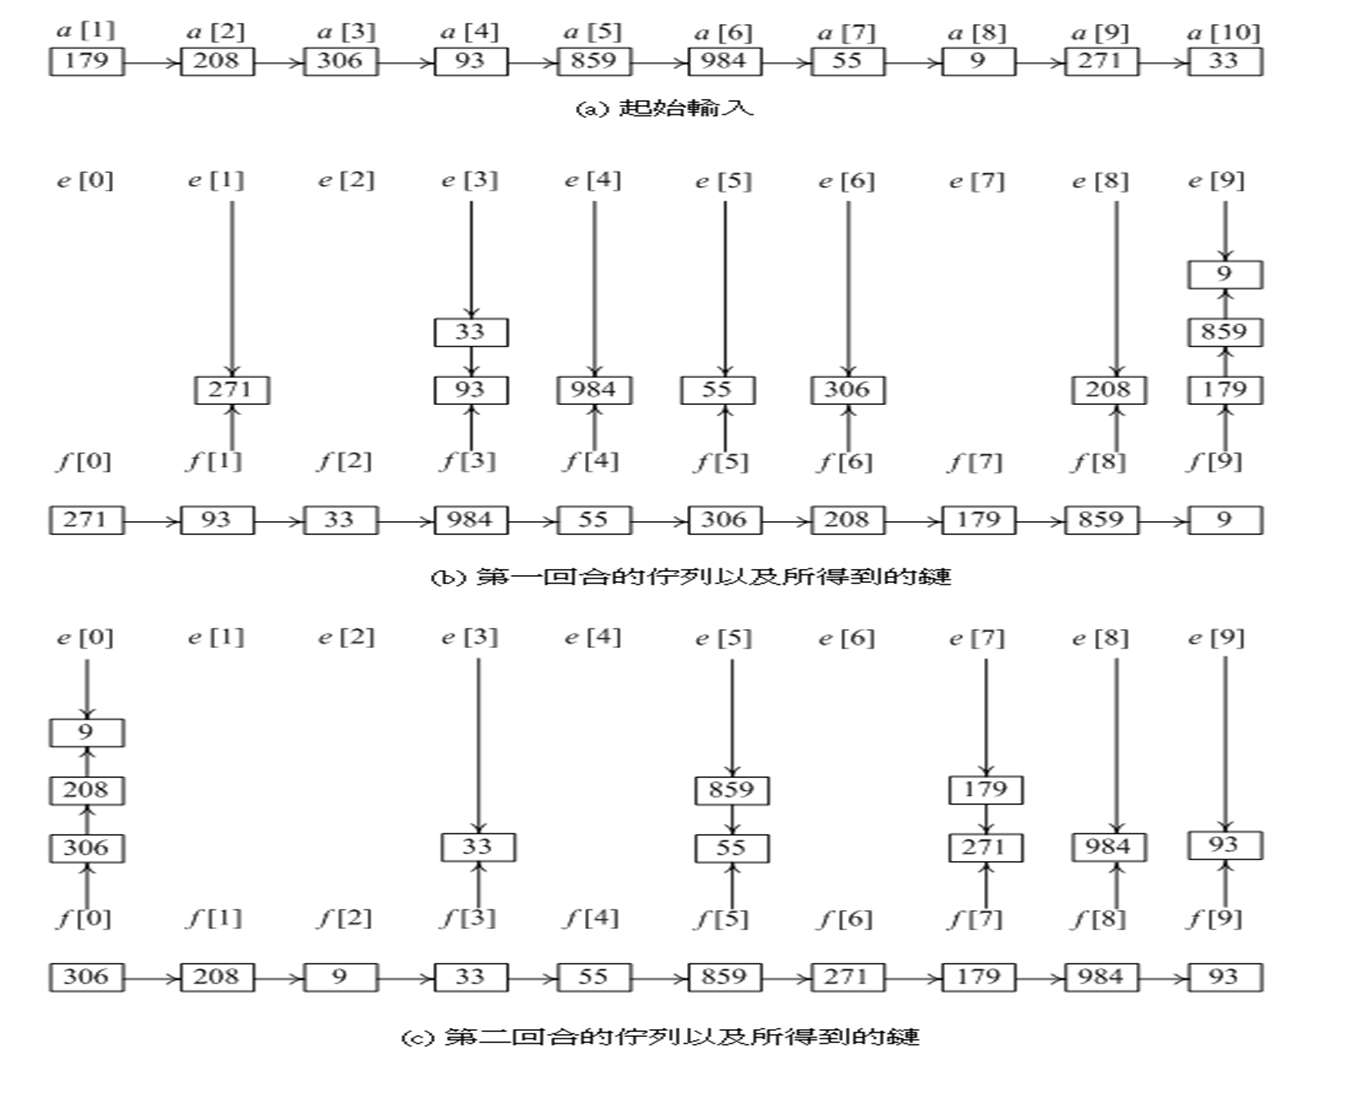 a [1] a [2] a [3] a [4] a [5] a [6] a [7] a [8] a [9] a [10]
179 208 306 93 859 984 55 9 271 33
(a) 起始輸入
e [0] e [1] e [2] e [3] e [4] e [5] e [6] e [7] e [8] e [9]
9
33 859
271 93 984 55 306 208 179
f [0] f [1] f [2] f [3] f [4] f [5] f [6] f [7] f [8] f [9]
271 93 33 984 55 306 208 179 859 9
(b) 第一回合的佇列以及所得到的鏈
e [0] e [1] e [2] e [3] e [4] e [5] e [6] e [7] e [8] e [9]
9
208 859 179
306 33 55 271 984 93
f [0] f [1] f [2] f [3] f [4] f [5] f [6] f [7] f [8] f [9]
306 208 9 33 55 859 271 179 984 93
(c) 第二回合的佇列以及所得到的鏈